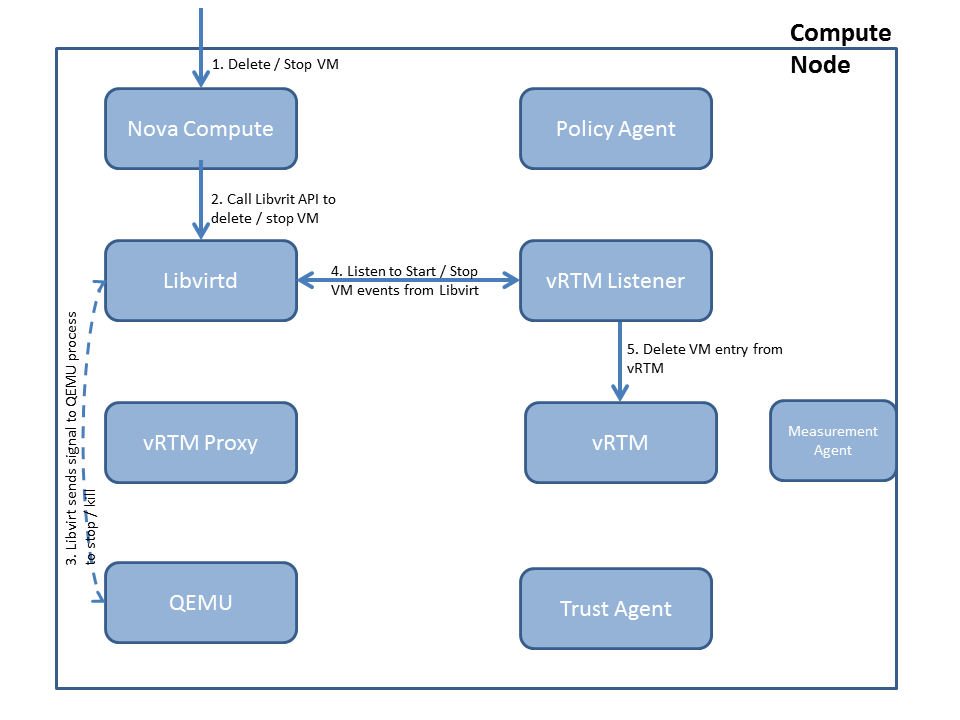 Compute
Node
1. Delete / Stop VM
Nova Compute
Policy Agent
2. Call Libvrit API to
delete / stop VM
Libvirtd
4. Listen to Start / Stop
VM events from Libvirt
vRTM Listener
3. Libvirt sends signal to QEMU process
to stop / kill
5. Delete VM entry from
vRTM
vRTM Proxy
vRTM
Measurement
Agent
QEMU
Trust Agent